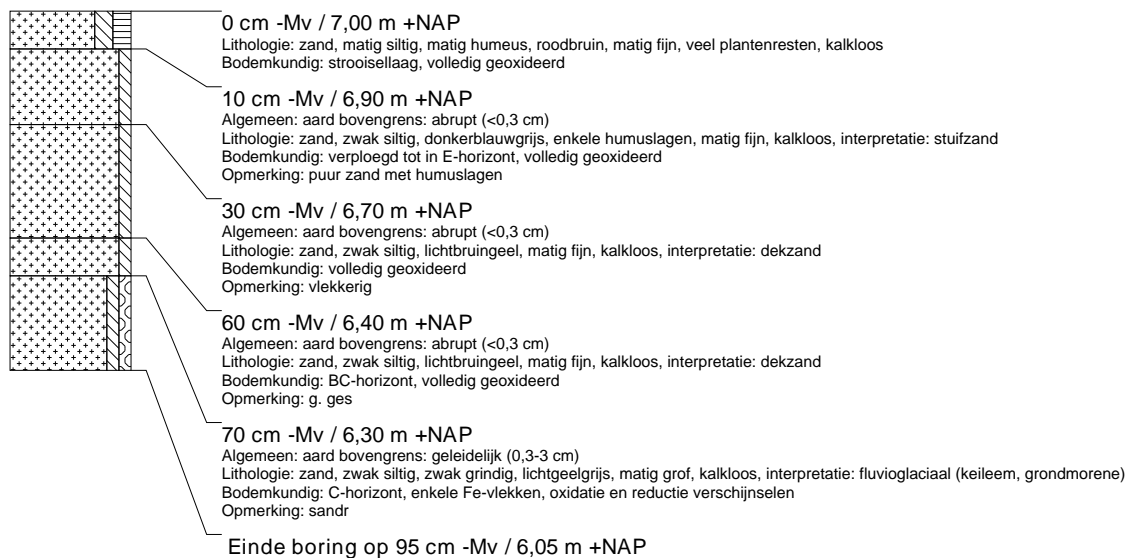 0 cm -Mv / 7,00 m +NAP
Lithologie: zand, matig siltig, matig humeus, roodbruin, matig fijn, veel plantenresten, kalkloos
Bodemkundig: strooisellaag, volledig geoxideerd
10 cm -Mv / 6,90 m +NAP
Algemeen: aard bovengrens: abrupt (<0,3 cm)
Lithologie: zand, zwak siltig, donkerblauwgrijs, enkele humuslagen, matig fijn, kalkloos, interpretatie: stuifzand
Bodemkundig: verploegd tot in E-horizont, volledig geoxideerd
Opmerking: puur zand met humuslagen
30 cm -Mv / 6,70 m +NAP
Algemeen: aard bovengrens: abrupt (<0,3 cm)
Lithologie: zand, zwak siltig, lichtbruingeel, matig fijn, kalkloos, interpretatie: dekzand
Bodemkundig: volledig geoxideerd
Opmerking: vlekkerig
60 cm -Mv / 6,40 m +NAP
Algemeen: aard bovengrens: abrupt (<0,3 cm)
Lithologie: zand, zwak siltig, lichtbruingeel, matig fijn, kalkloos, interpretatie: dekzand
Bodemkundig: BC-horizont, volledig geoxideerd
Opmerking: g. ges
70 cm -Mv / 6,30 m +NAP
Algemeen: aard bovengrens: geleidelijk (0,3-3 cm)
Lithologie: zand, zwak siltig, zwak grindig, lichtgeelgrijs, matig grof, kalkloos, interpretatie: fluvioglaciaal (keileem, grondmorene)
Bodemkundig: C-horizont, enkele Fe-vlekken, oxidatie en reductie verschijnselen
Opmerking: sandr
Einde boring op 95 cm -Mv / 6,05 m +NAP